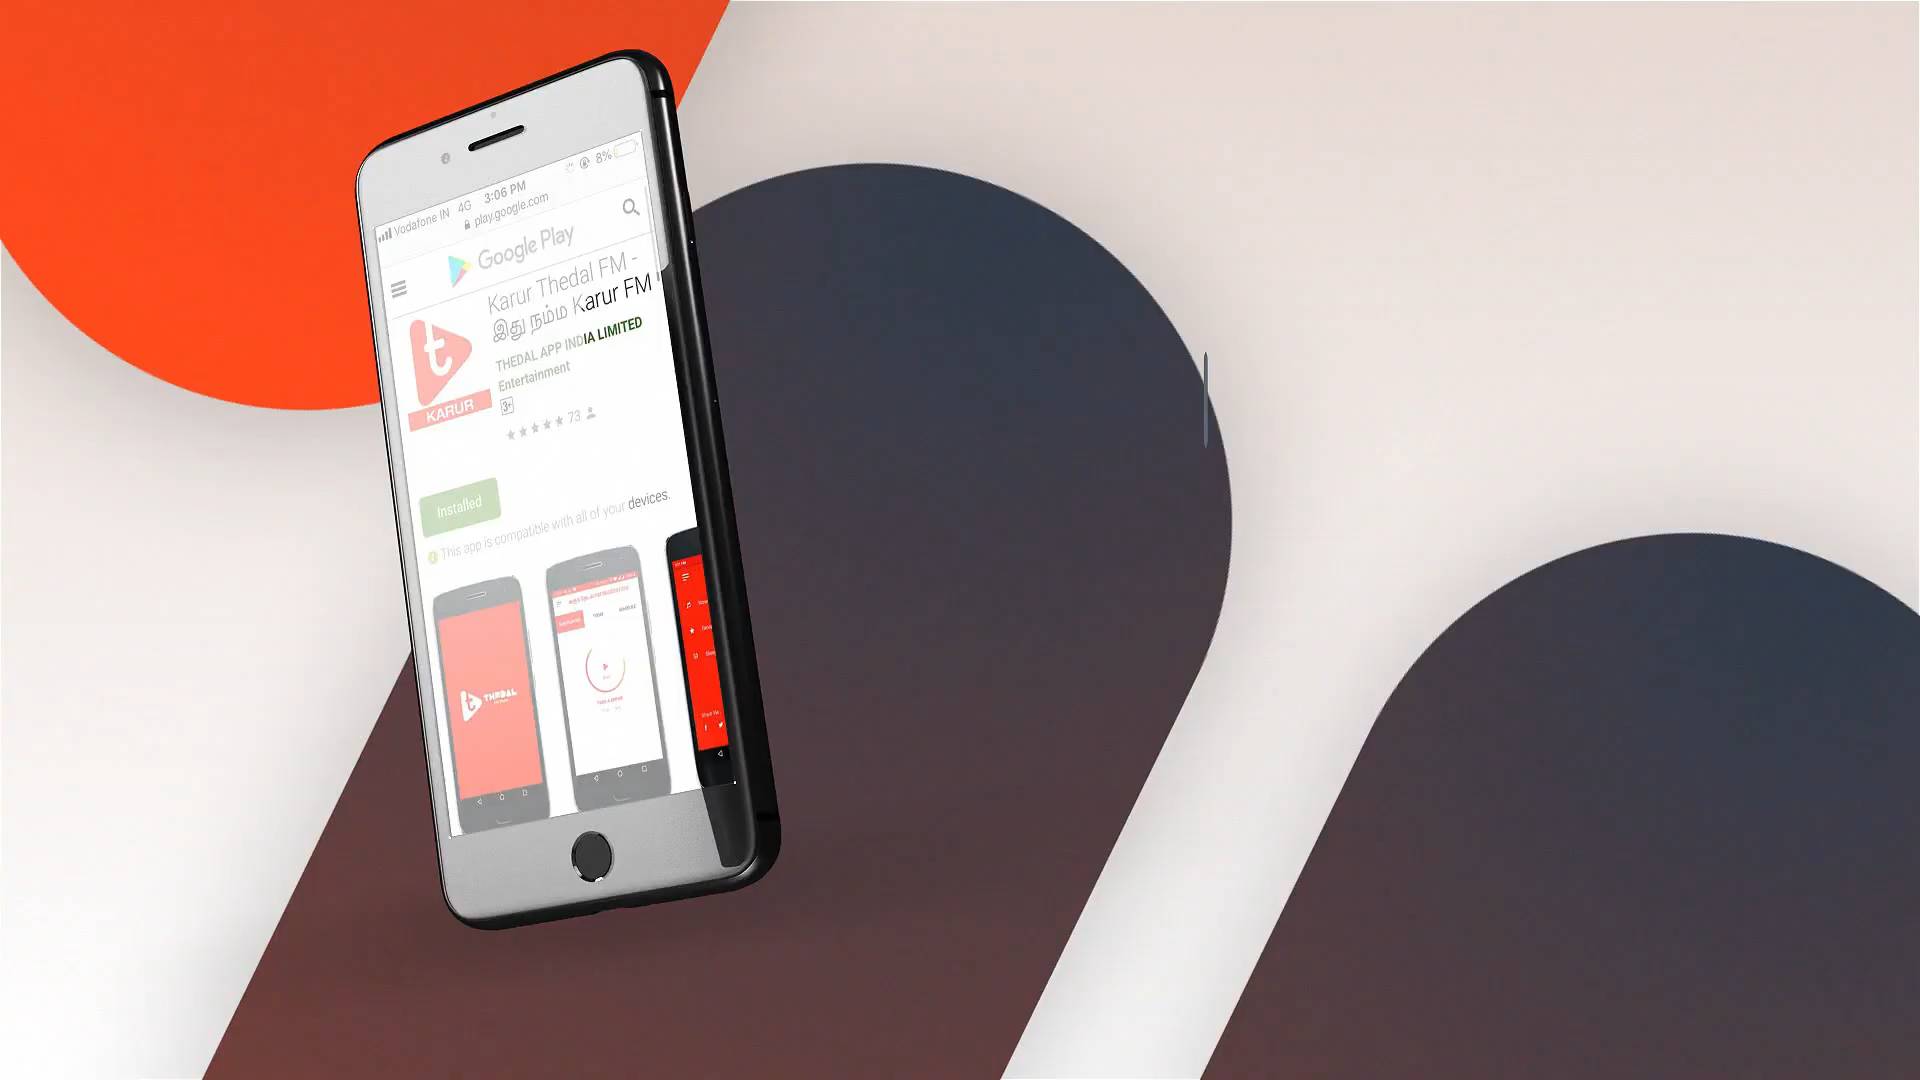 Vodafone IN 4G 3:06 PM 8%
play.google.com
Google Play
Karur Thedal FM -
இது நம்ம Karur FM
THEDAL APP INDIA LIMITED
Entertainment
3+
73
t
KARUR
Installed
This app is compatible with all of your devices.
t THEDAL